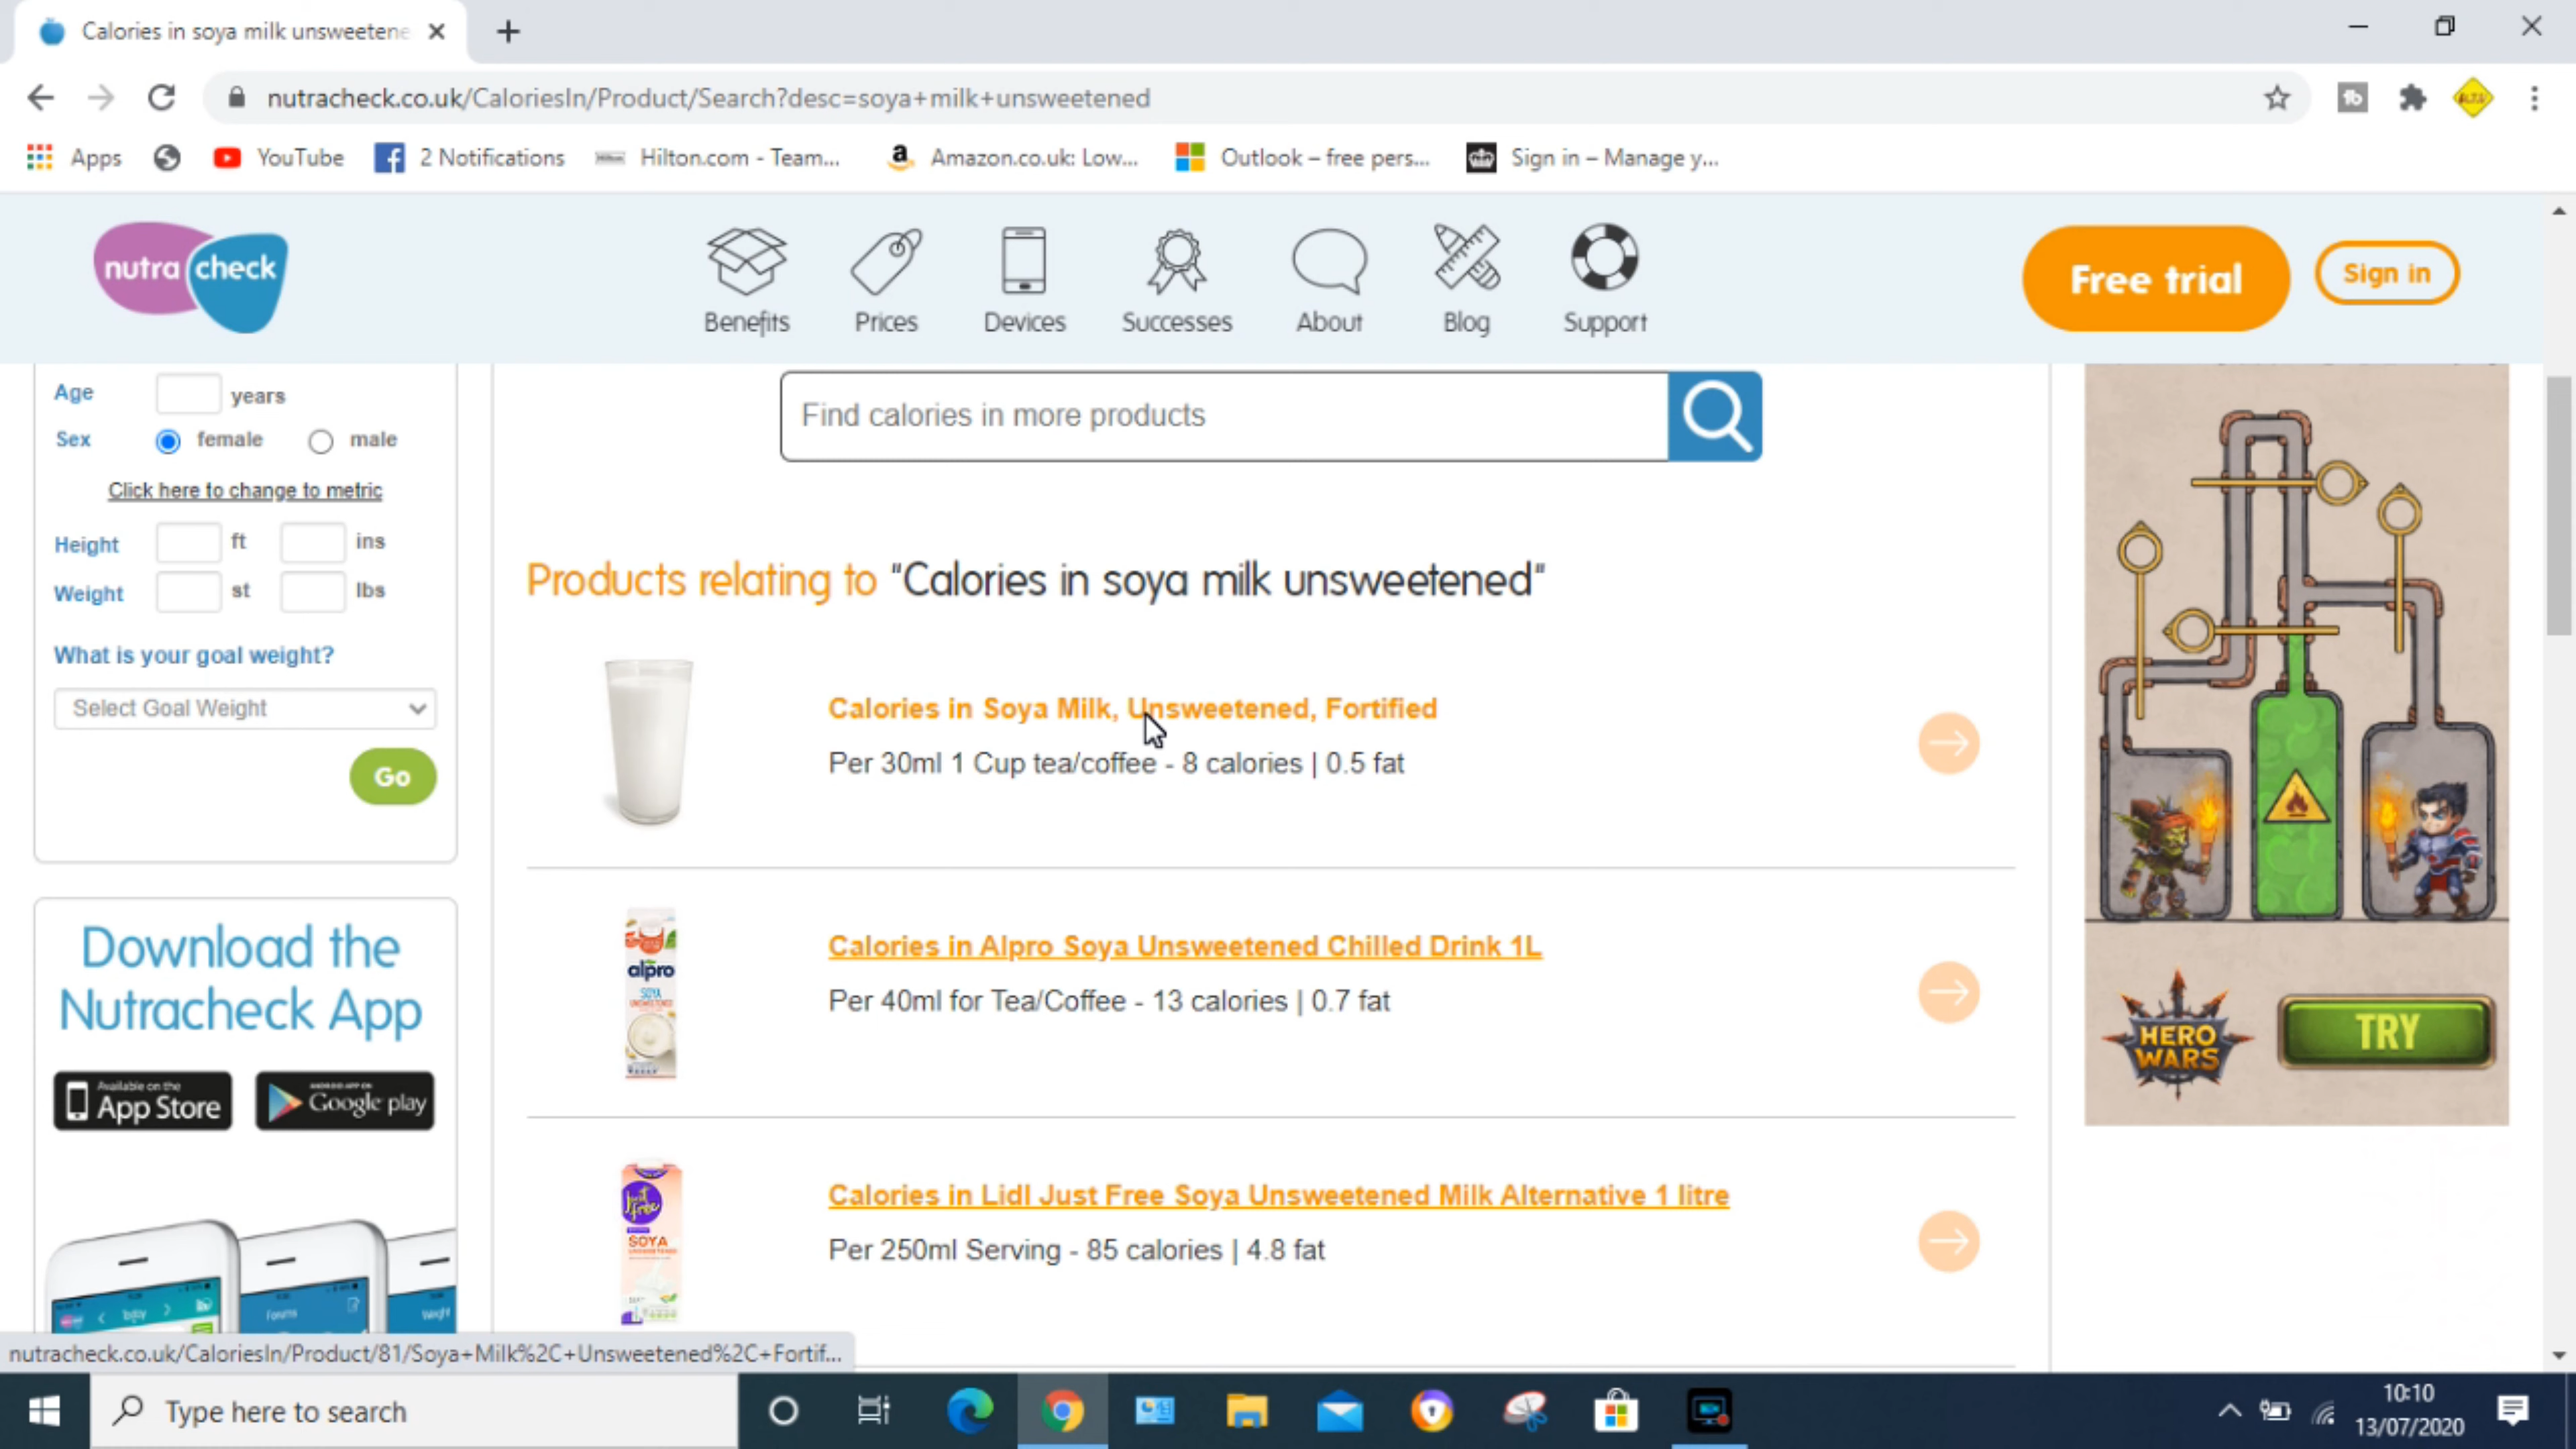 Calories in soya milk unsweetene
nutracheck.co.uk/CaloriesIn/Product/Search?desc=soya+milk+unsweetened
Apps
YouTube
2 Notifications
Hilton.com - Team...
Amazon.co.uk: Low...
Outlook – free pers...
Sign in – Manage y...
nutra check
Benefits
Prices
Devices
Successes
About
Blog
Support
Free trial
Sign in
Age years
Sex female male
Click here to change to metric
Height ft ins
Weight st lbs
What is your goal weight?
Select Goal Weight
Go
Download the
Nutracheck App
Available on the
App Store
ANDROID APP ON
Google play
Find calories in more products
Products relating to "Calories in soya milk unsweetened"
Calories in Soya Milk, Unsweetened, Fortified
Per 30ml 1 Cup tea/coffee - 8 calories | 0.5 fat
alpro
SOYA
UNSWEETENED
Calories in Alpro Soya Unsweetened Chilled Drink 1L
Per 40ml for Tea/Coffee - 13 calories | 0.7 fat
Just
free
SOYA
Calories in Lidl Just Free Soya Unsweetened Milk Alternative 1 litre
Per 250ml Serving - 85 calories | 4.8 fat
HERO
WARS
TRY
today
Forums
Weight
nutracheck.co.uk/CaloriesIn/Product/81/Soya+Milk%2C+Unsweetened%2C+Fortif...
Type here to search
10:10
13/07/2020